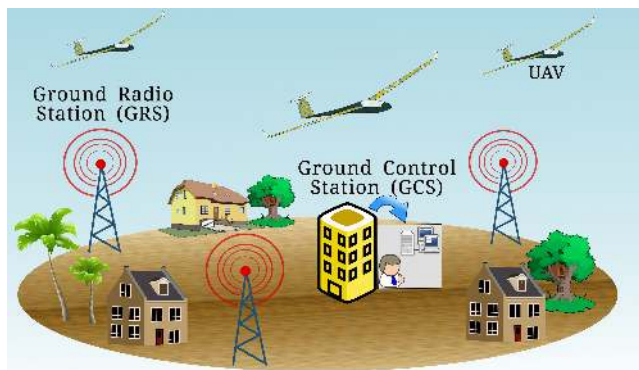 UAV
Ground Radio
Station (GRS)
Ground Control
Station (GCS)